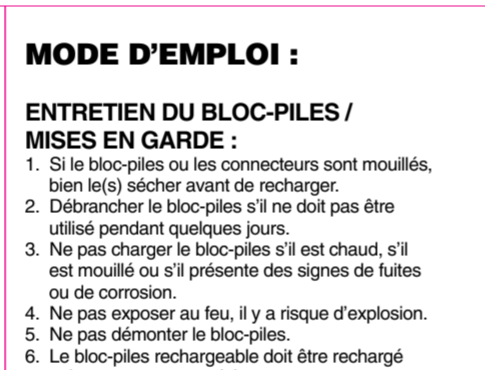 MODE D’EMPLOI :
ENTRETIEN DU BLOC-PILES /
MISES EN GARDE :
1. Si le bloc-piles ou les connecteurs sont mouillés,
bien le(s) sécher avant de recharger.
2. Débrancher le bloc-piles s’il ne doit pas être
utilisé pendant quelques jours.
3. Ne pas charger le bloc-piles s’il est chaud, s’il
est mouillé ou s’il présente des signes de fuites
ou de corrosion.
4. Ne pas exposer au feu, il y a risque d’explosion.
5. Ne pas démonter le bloc-piles.
6. Le bloc-piles rechargeable doit être rechargé